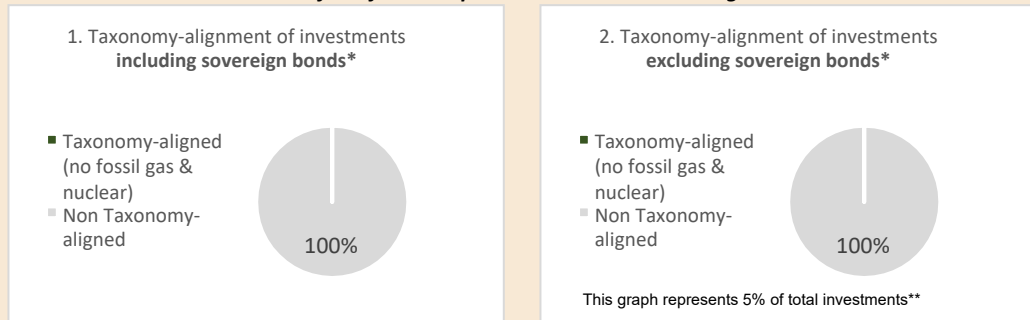 1. Taxonomy-alignment of investments
including sovereign bonds*
Taxonomy-aligned
(no fossil gas &
nuclear)
Non Taxonomy-
aligned
100%
2. Taxonomy-alignment of investments
excluding sovereign bonds*
Taxonomy-aligned
(no fossil gas &
nuclear)
Non Taxonomy-
aligned
100%
This graph represents 5% of total investments**